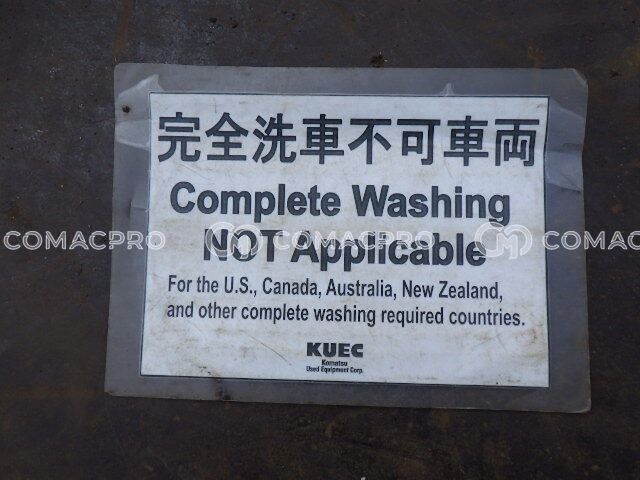 完全洗車不可車両
Complete Washing
NOT Applicable
COMACPRO COMACPRO COMAC
For the U.S., Canada, Australia, New Zealand,
and other complete washing required countries.
KUEC
Komatsu
Used Equipment Corp.